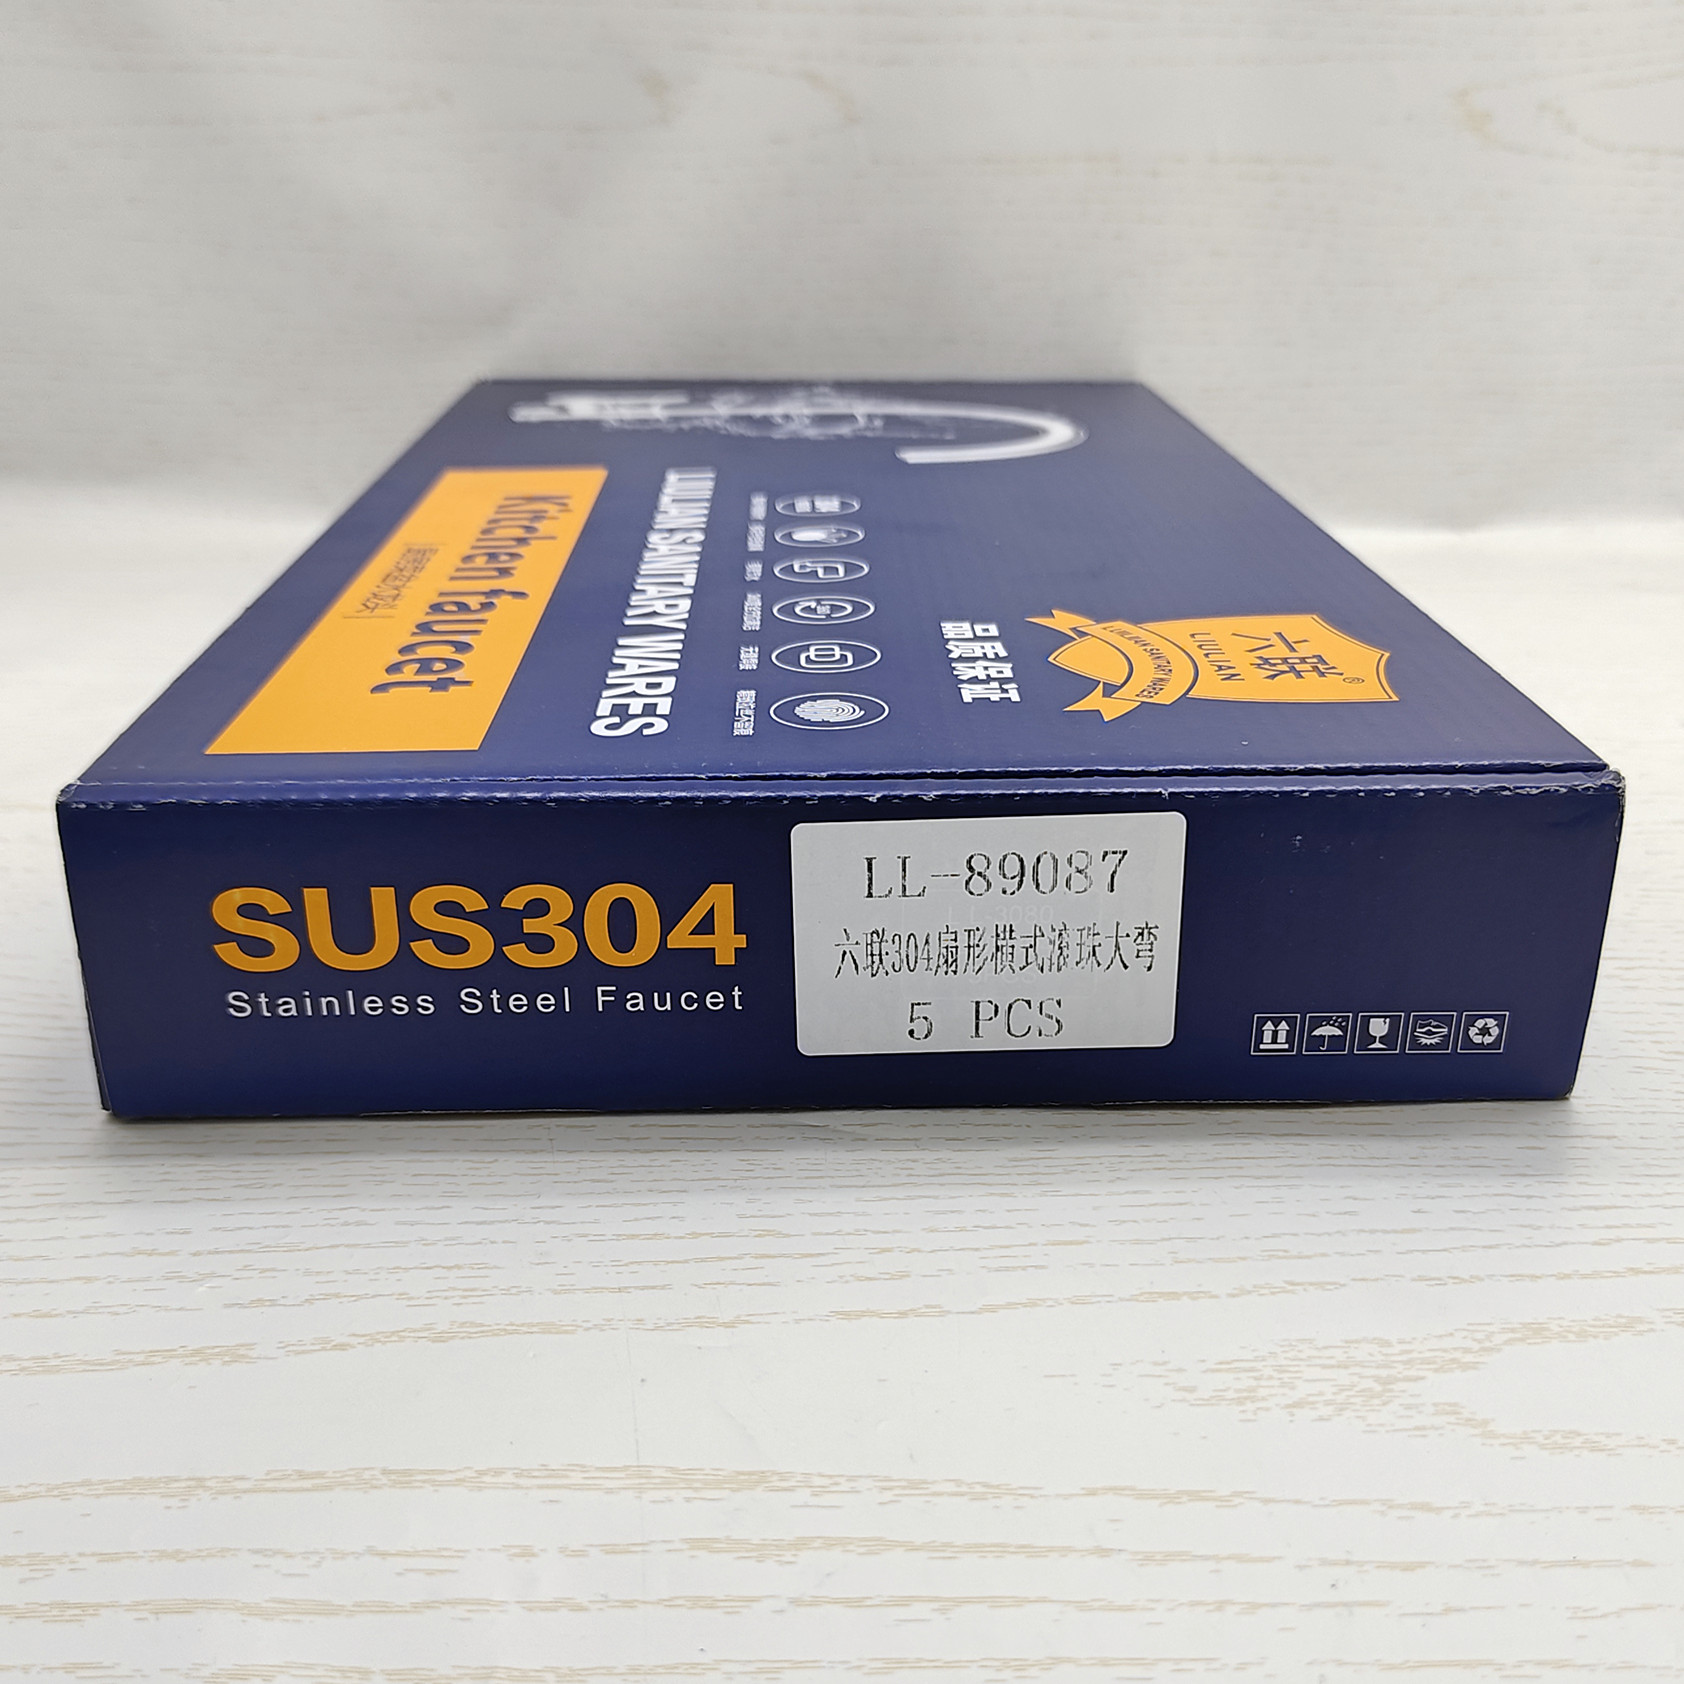 Kitchen faucet
LIULIAN SANITARY WARES
品质保证
六联®
LIULIAN
LIULIAN SANITARY WARES
SUS304
Stainless Steel Faucet
LL-89087
六联304扇形横式滚珠大弯
5 PCS